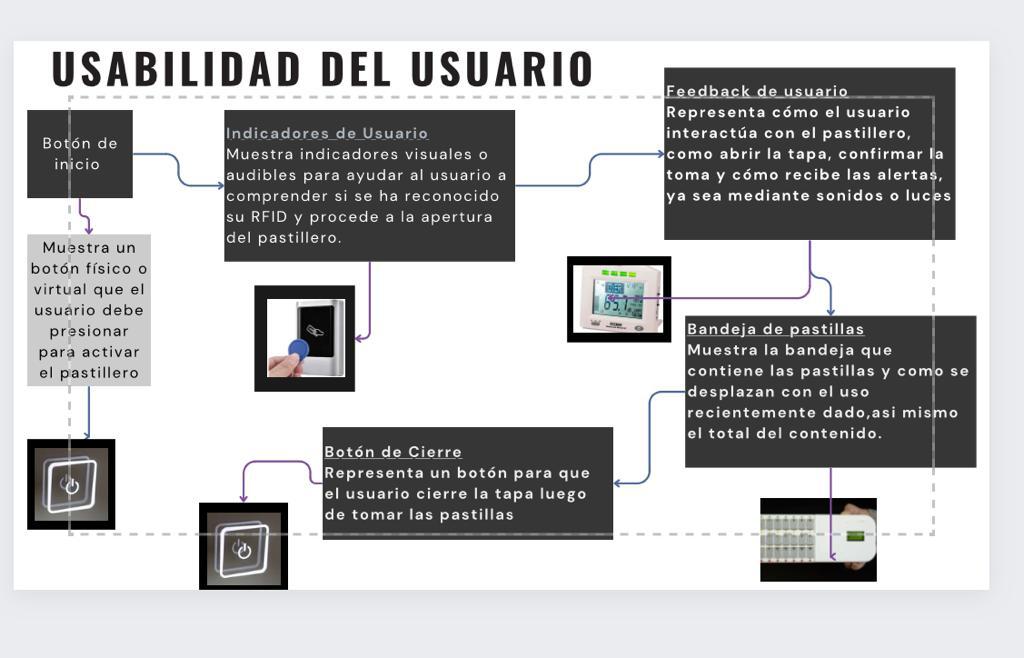 USABILIDAD DEL USUARIO
Botón de
inicio
Muestra un
botón físico o
virtual que el
usuario debe
presionar
para activar
el pastillero
Indicadores de Usuario
Muestra indicadores visuales o
audibles para ayudar al usuario a
comprender si se ha reconocido
su RFID y procede a la apertura
del pastillero.
Feedback de usuario
Representa cómo el usuario
interactúa con el pastillero,
como abrir la tapa, confirmar la
toma y cómo recibe las alertas,
ya sea mediante sonidos o luces
Bandeja de pastillas
Muestra la bandeja que
contiene las pastillas y como se
desplazan con el uso
recientemente dado,asi mismo
el total del contenido.
Botón de Cierre
Representa un botón para que
el usuario cierre la tapa luego
de tomar las pastillas